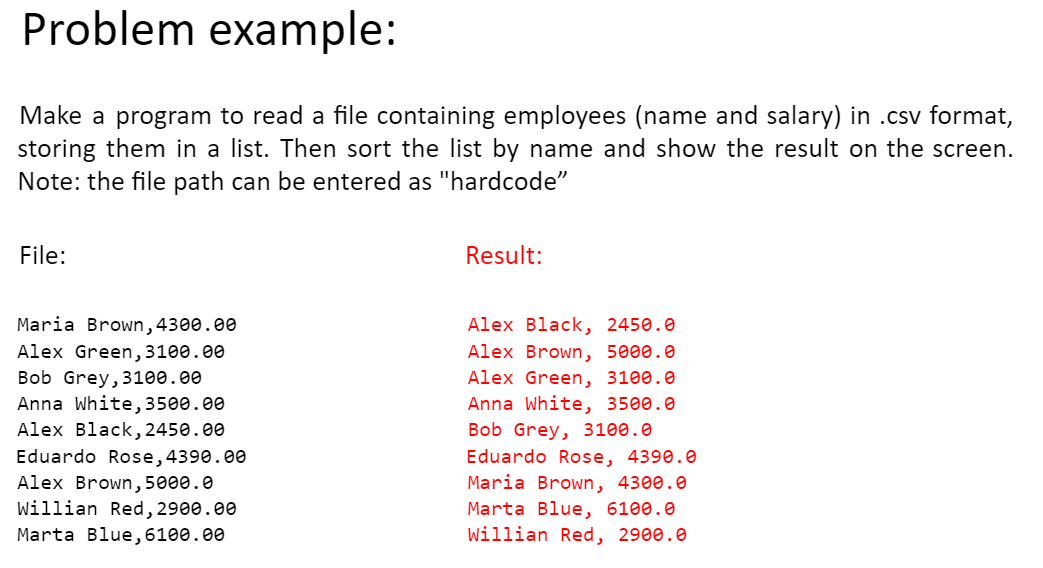 Problem example:
Make a program to read a file containing employees (name and salary) in .csv format,
storing them in a list. Then sort the list by name and show the result on the screen.
Note: the file path can be entered as "hardcode”
File:
Maria Brown,4300.00
Alex Green,3100.00
Bob Grey,3100.00
Anna White,3500.00
Alex Black,2450.00
Eduardo Rose,4390.00
Alex Brown,5000.0
Willian Red,2900.00
Marta Blue,6100.00
Result:
Alex Black, 2450.0
Alex Brown, 5000.0
Alex Green, 3100.0
Anna White, 3500.0
Bob Grey, 3100.0
Eduardo Rose, 4390.0
Maria Brown, 4300.0
Marta Blue, 6100.0
Willian Red, 2900.0